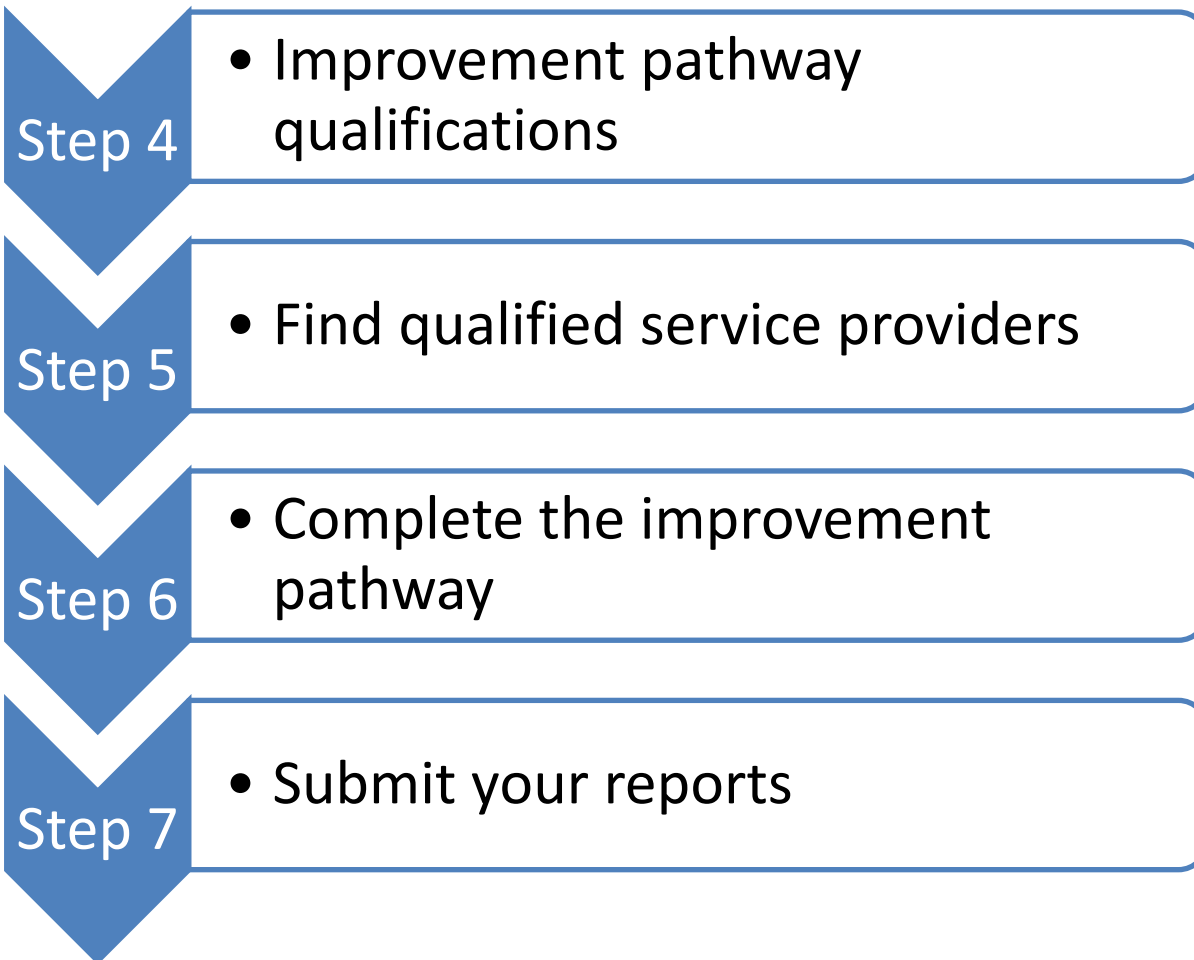 Step 4
• Improvement pathway
qualifications
Step 5
• Find qualified service providers
Step 6
• Complete the improvement
pathway
Step 7
• Submit your reports